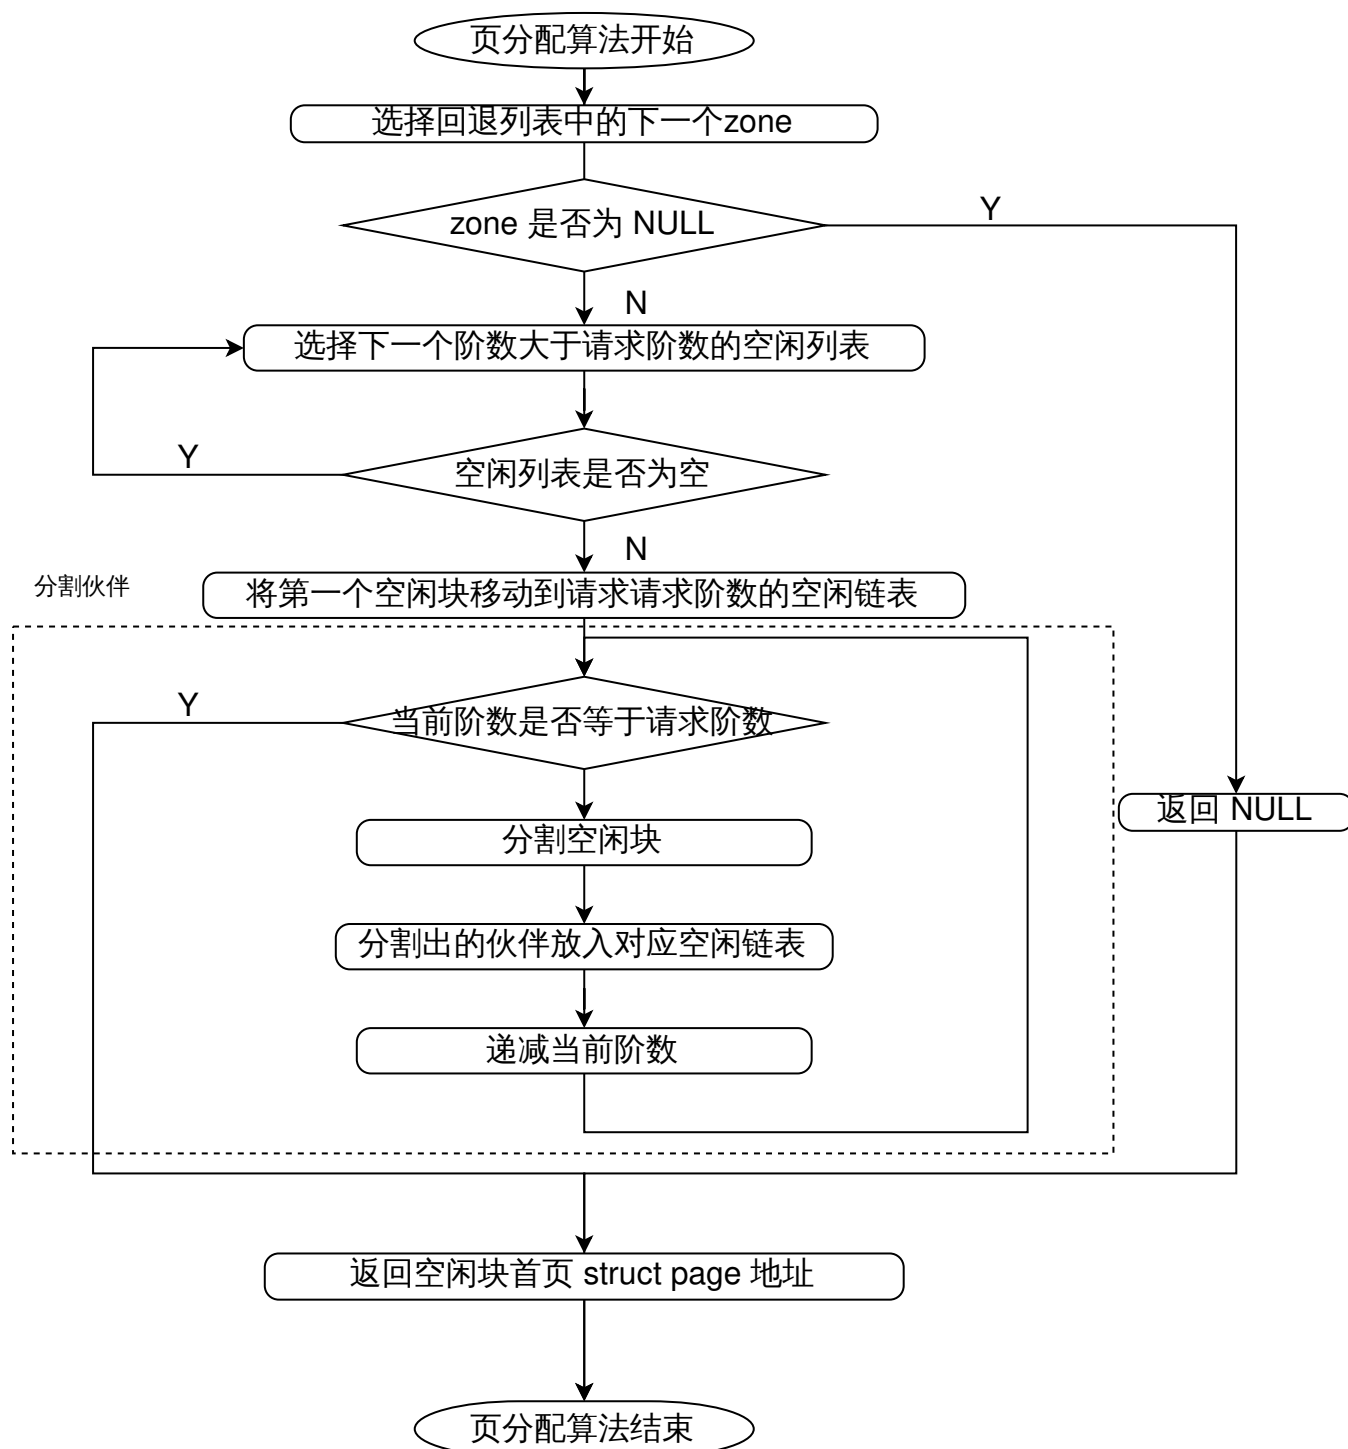 页分配算法开始
选择回退列表中的下一个zone
zone 是否为 NULL
Y
N
选择下一个阶数大于请求阶数的空闲列表
Y
空闲列表是否为空
N
分割伙伴
将第一个空闲块移动到请求请求阶数的空闲链表
Y
当前阶数是否等于请求阶数
返回 NULL
分割空闲块
分割出的伙伴放入对应空闲链表
递减当前阶数
返回空闲块首页 struct page 地址
页分配算法结束